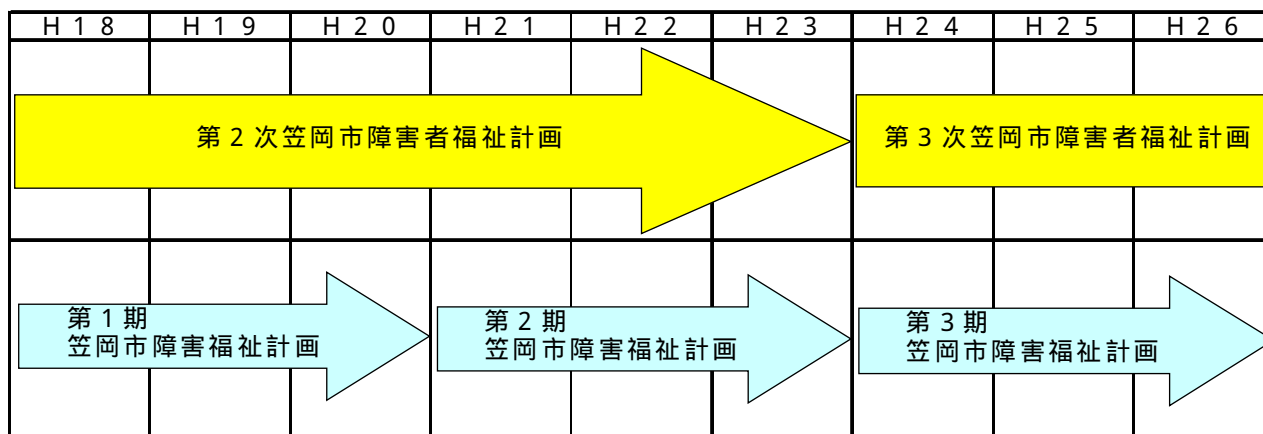 H18 H19 H20 H21 H22 H23 H24 H25 H26
第2次笠岡市障害者福祉計画
第3次笠岡市障害者福祉計画
第1期
笠岡市障害福祉計画
第2期
笠岡市障害福祉計画
第3期
笠岡市障害福祉計画